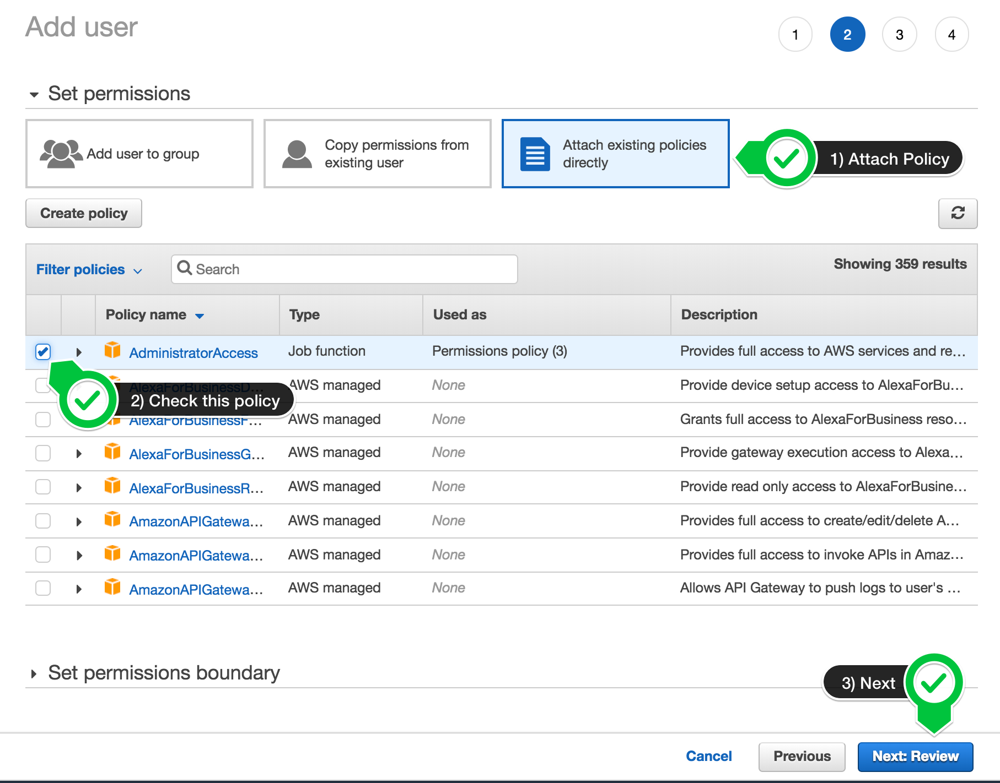 Add user
1 2 3 4
Set permissions
Add user to group
Copy permissions from
existing user
Attach existing policies
directly
1) Attach Policy
Create policy
Filter policies
Search
Showing 359 results
Policy name Type Used as Description
AdministratorAccess Job function Permissions policy (3) Provides full access to AWS services and re...
AlexaForBusinessD... AWS managed None Provide device setup access to AlexaForBu...
2) Check this policy
AlexaForBusinessF... AWS managed None Grants full access to AlexaForBusiness reso...
AlexaForBusinessG... AWS managed None Provide gateway execution access to Alexa...
AlexaForBusinessR... AWS managed None Provide read only access to AlexaForBusine...
AmazonAPIGatewa... AWS managed None Provides full access to create/edit/delete A...
AmazonAPIGatewa... AWS managed None Provides full access to invoke APIs in Amaz...
AmazonAPIGatewa... AWS managed None Allows API Gateway to push logs to user's ...
Set permissions boundary
3) Next
Cancel Previous Next: Review